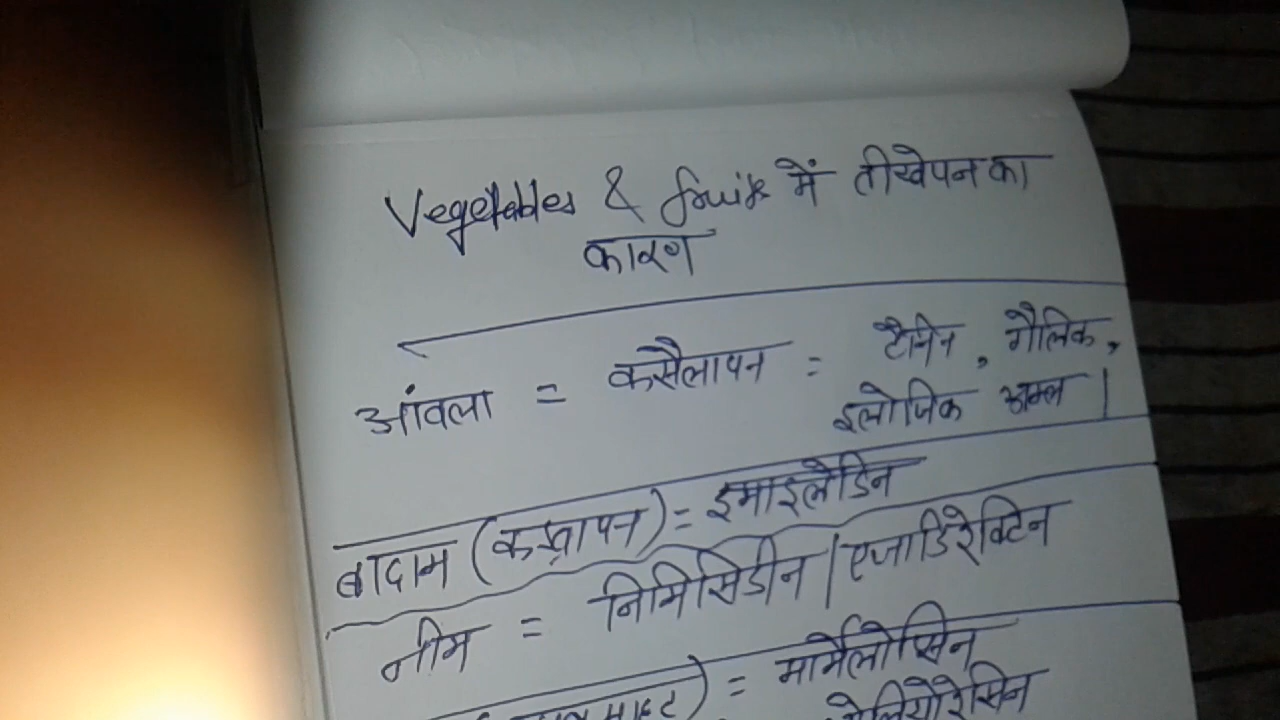 Vegetables & fruits में तीखेपन का
कारण
आंवला = कसैलापन = टैनिन, गैलिक,
इलोजिक अम्ल |
बादाम (कड़वापन) = इमाइलेडिन
नीम = निमिसिडीन | एजाडिरेक्टिन
) = मार्मेलोसिन